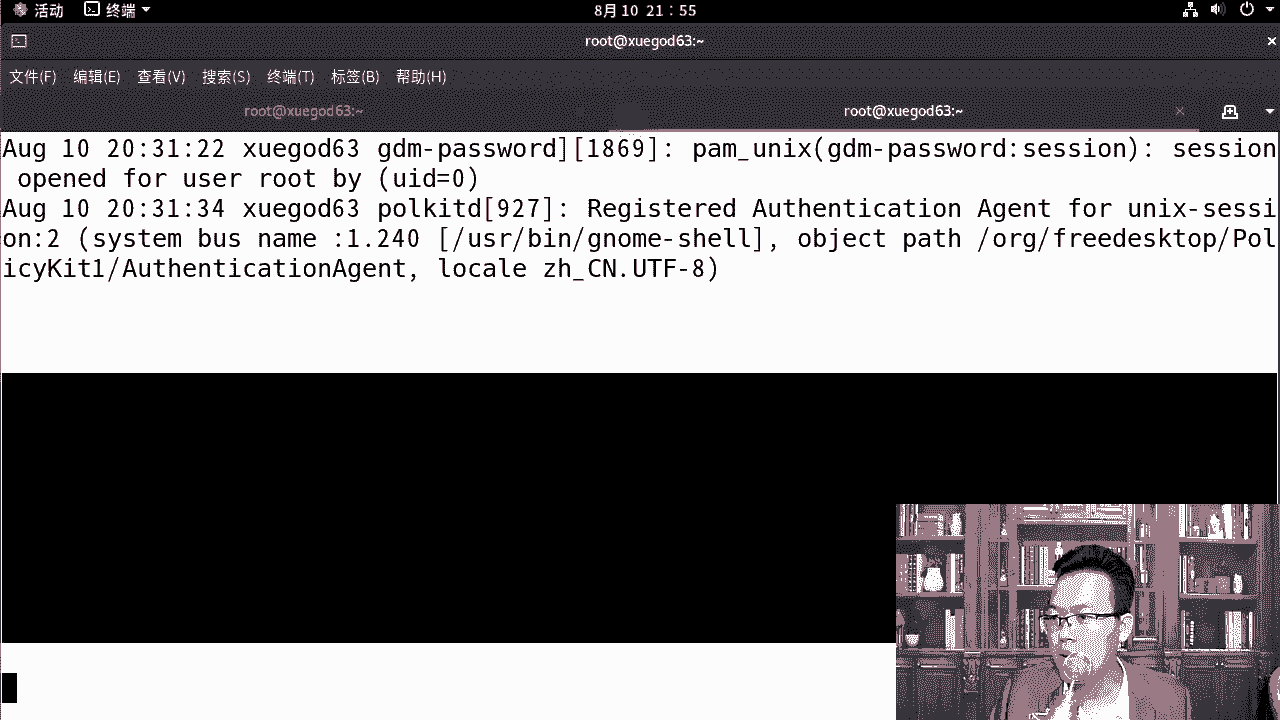 活动 终端 8月 10 21:55
root@xuegod63:~
文件(F) 编辑(E) 查看(V) 搜索(S) 终端(T) 标签(B) 帮助(H)
root@xuegod63:~ root@xuegod63:~
Aug 10 20:31:22 xuegod63 gdm-password][1869]: pam_unix(gdm-password:session): session
 opened for user root by (uid=0)
Aug 10 20:31:34 xuegod63 polkitd[927]: Registered Authentication Agent for unix-sessi
on:2 (system bus name :1.240 [/usr/bin/gnome-shell], object path /org/freedesktop/Pol
icyKit1/AuthenticationAgent, locale zh_CN.UTF-8)